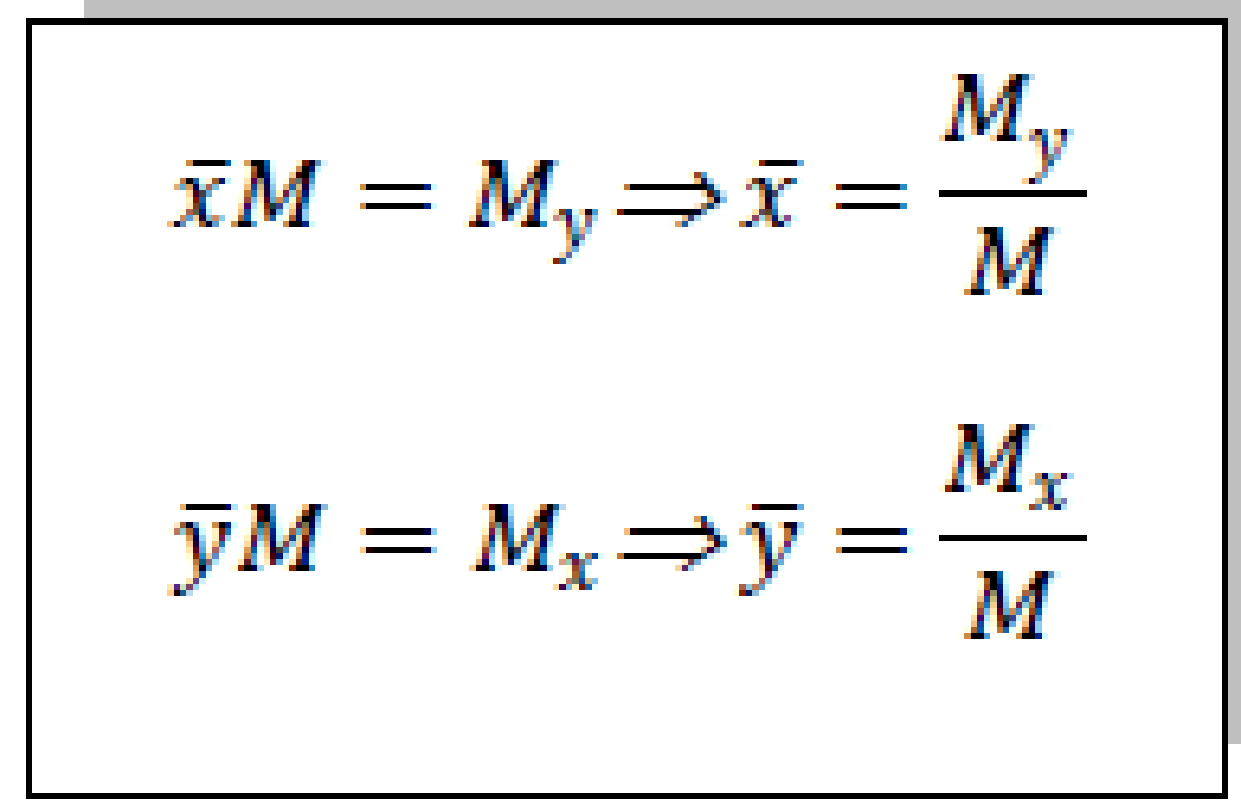 x̄M = M_y ⟹ x̄ = M_y / M
ȳM = M_x ⟹ ȳ = M_x / M